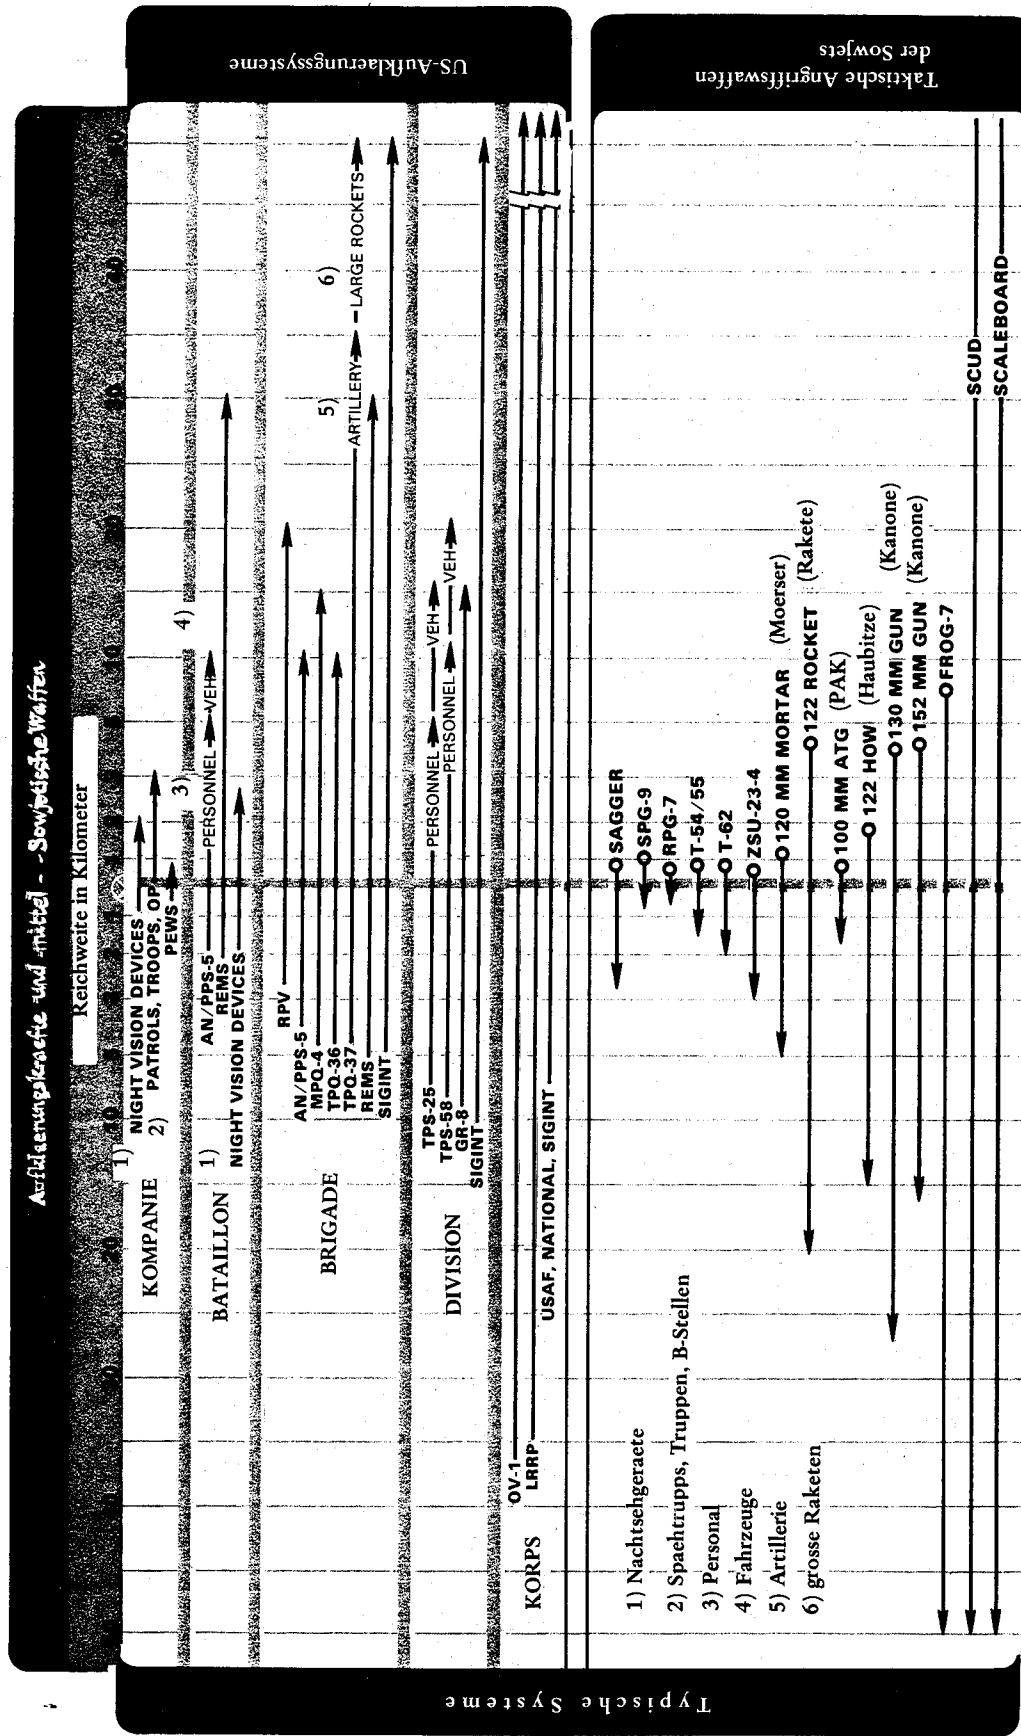 Aufklaerungskraefte und -mittel - Sowjetische Waffen
Reichweite in Kilometer
US-Aufklaerungssysteme
KOMPANIE
1)
NIGHT VISION DEVICES
2) PATROLS, TROOPS, OP
PEWS
3)
4)
BATAILLON
AN/PPS-5
PERSONNEL
VEH
REMS
1)
NIGHT VISION DEVICES
BRIGADE
RPV
AN/PPS-5
MPQ-4
TPQ-36
TPQ-37
5)
ARTILLERY
6)
LARGE ROCKETS
REMS
SIGINT
DIVISION
TPS-25
PERSONNEL
VEH
TPS-58
PERSONNEL
VEH
GR-8
SIGINT
KORPS
OV-1
LRRP
USAF, NATIONAL, SIGINT
Taktische Angriffswaffen
der Sowjets
SAGGER
SPG-9
RPG-7
T-54/55
T-62
ZSU-23-4
120 MM MORTAR (Moerser)
122 ROCKET (Rakete)
100 MM ATG (PAK)
122 HOW (Haubitze)
130 MM GUN (Kanone)
152 MM GUN (Kanone)
FROG-7
SCUD
SCALEBOARD
1) Nachtsehgeraete
2) Spaehtrupps, Truppen, B-Stellen
3) Personal
4) Fahrzeuge
5) Artillerie
6) grosse Raketen
Typische Systeme